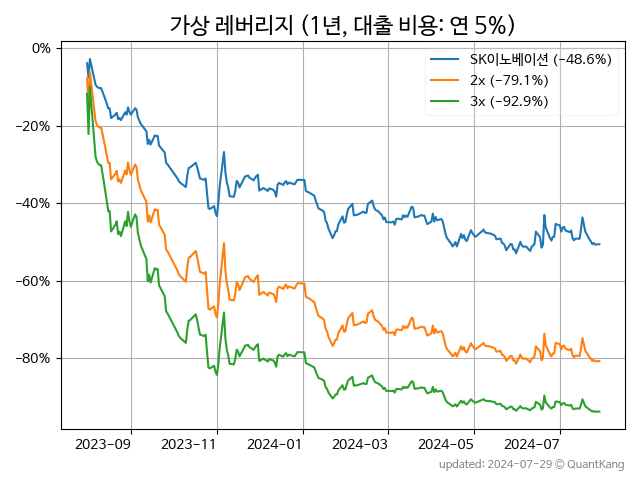 가상 레버리지 (1년, 대출 비용: 연 5%)
SK이노베이션 (−48.6%)
2x (−79.1%)
3x (−92.9%)
0%
−20%
−40%
−60%
−80%
2023-09 2023-11 2024-01 2024-03 2024-05 2024-07
updated: 2024-07-29 © QuantKang